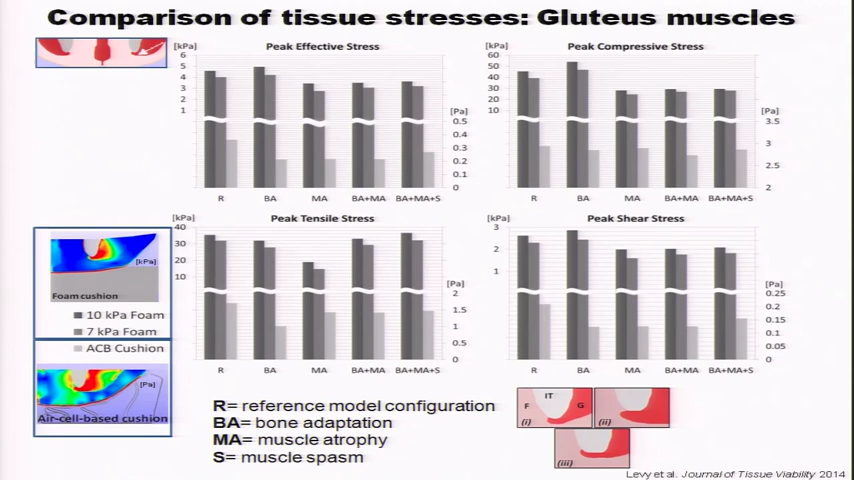 Comparison of tissue stresses: Gluteus muscles
Peak Effective Stress
[kPa]
6
5
4
3
2
1
[Pa]
0.5
0.4
0.3
0.2
0.1
0
R BA MA BA+MA BA+MA+S
Peak Compressive Stress
[kPa]
60
50
40
30
20
10
[Pa]
3.5
3
2.5
2
R BA MA BA+MA BA+MA+S
Peak Tensile Stress
[kPa]
40
30
20
10
[Pa]
2
1.5
1
0.5
0
R BA MA BA+MA BA+MA+S
Peak Shear Stress
[kPa]
3
2
1
[Pa]
0.25
0.2
0.15
0.1
0.05
0
R BA MA BA+MA BA+MA+S
[kPa]
Foam cushion
10 kPa Foam
7 kPa Foam
ACB Cushion
[Pa]
Air-cell-based cushion
R= reference model configuration
BA= bone adaptation
MA= muscle atrophy
S= muscle spasm
IT
F G
(i) (ii)
(iii)
Levy et al. Journal of Tissue Viability 2014